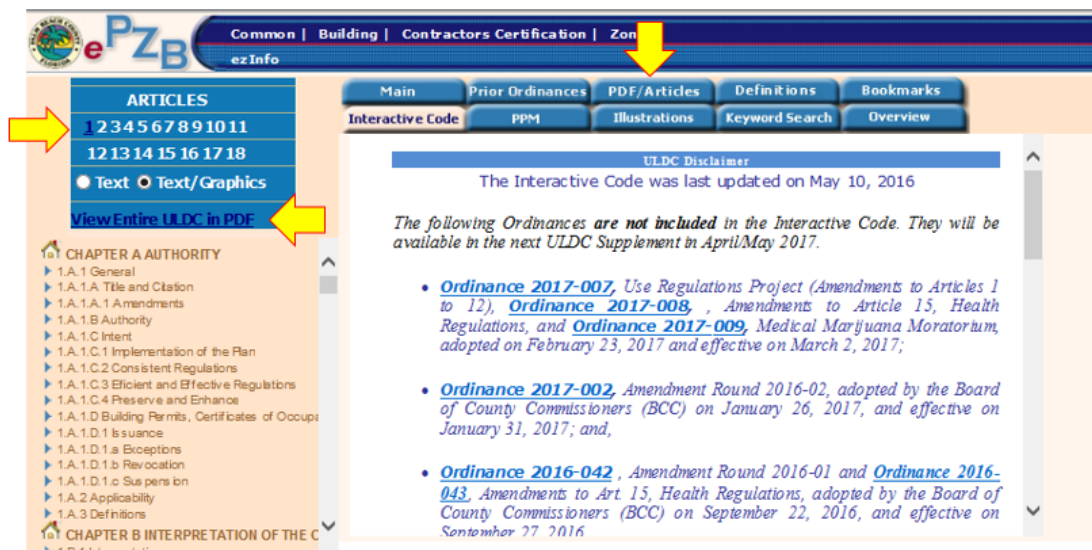 ePZB
Common | Building | Contractors Certification | Zon
ezInfo
ARTICLES
1 2 3 4 5 6 7 8 9 10 11
12 13 14 15 16 17 18
Text Text/Graphics
View Entire ULDC in PDF
CHAPTER A AUTHORITY
1.A.1 General
1.A.1.A Title and Citation
1.A.1.A.1 Amendments
1.A.1.B Authority
1.A.1.C Intent
1.A.1.C.1 Implementation of the Plan
1.A.1.C.2 Consistent Regulations
1.A.1.C.3 Eficient and Effective Regulations
1.A.1.C.4 Preserve and Enhance
1.A.1.D Building Permits, Certificates of Occupa
1.A.1.D.1 Issuance
1.A.1.D.1.a Exceptions
1.A.1.D.1.b Revocation
1.A.1.D.1.c Suspension
1.A.2 Applicability
1.A.3 Definitions
CHAPTER B INTERPRETATION OF THE C
Main Prior Ordinances PDF/Articles Definitions Bookmarks
Interactive Code PPM Illustrations Keyword Search Overview
ULDC Disclaimer
The Interactive Code was last updated on May 10, 2016
The following Ordinances are not included in the Interactive Code. They will be
available in the next ULDC Supplement in April/May 2017.
• Ordinance 2017-007, Use Regulations Project (Amendments to Articles 1
to 12), Ordinance 2017-008, , Amendments to Article 15, Health
Regulations, and Ordinance 2017-009, Medical Marijuana Moratorium,
adopted on February 23, 2017 and effective on March 2, 2017;
• Ordinance 2017-002, Amendment Round 2016-02, adopted by the Board
of County Commissioners (BCC) on January 26, 2017, and effective on
January 31, 2017; and,
• Ordinance 2016-042 , Amendment Round 2016-01 and Ordinance 2016-
043, Amendments to Art. 15, Health Regulations, adopted by the Board of
County Commissioners (BCC) on September 22, 2016, and effective on
September 27, 2016